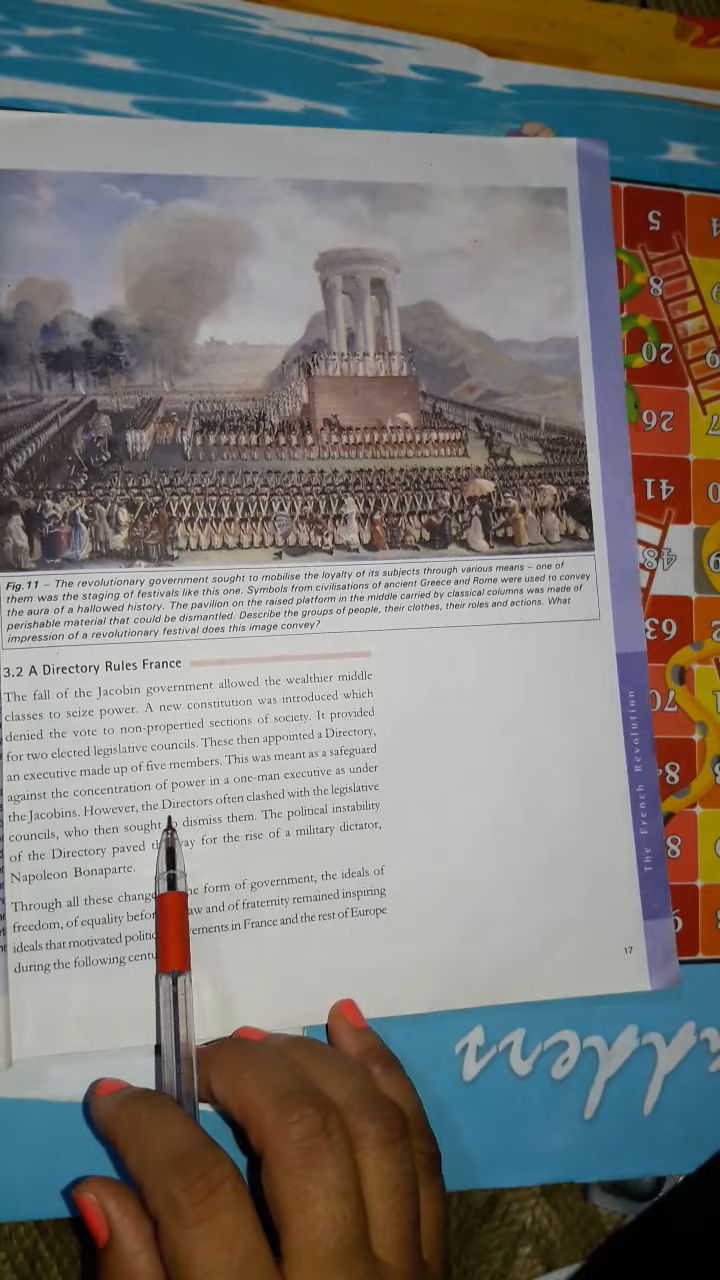 Fig.11 – The revolutionary government sought to mobilise the loyalty of its subjects through various means – one of
them was the staging of festivals like this one. Symbols from civilisations of ancient Greece and Rome were used to convey
the aura of a hallowed history. The pavilion on the raised platform in the middle carried by classical columns was made of
perishable material that could be dismantled. Describe the groups of people, their clothes, their roles and actions. What
impression of a revolutionary festival does this image convey?
3.2 A Directory Rules France
The fall of the Jacobin government allowed the wealthier middle
classes to seize power. A new constitution was introduced which
denied the vote to non-propertied sections of society. It provided
for two elected legislative councils. These then appointed a Directory,
an executive made up of five members. This was meant as a safeguard
against the concentration of power in a one-man executive as under
the Jacobins. However, the Directors often clashed with the legislative
councils, who then sought dismiss them. The political instability
of the Directory paved way for the rise of a military dictator,
Napoleon Bonaparte.
Through all these form of government, the ideals of
freedom, of equality and of fraternity remained inspiring
ideals that motivated in France and the rest of Europe
during the following
17
The French Revolution
5
8
20
26
41
48
63
70
8
8
9